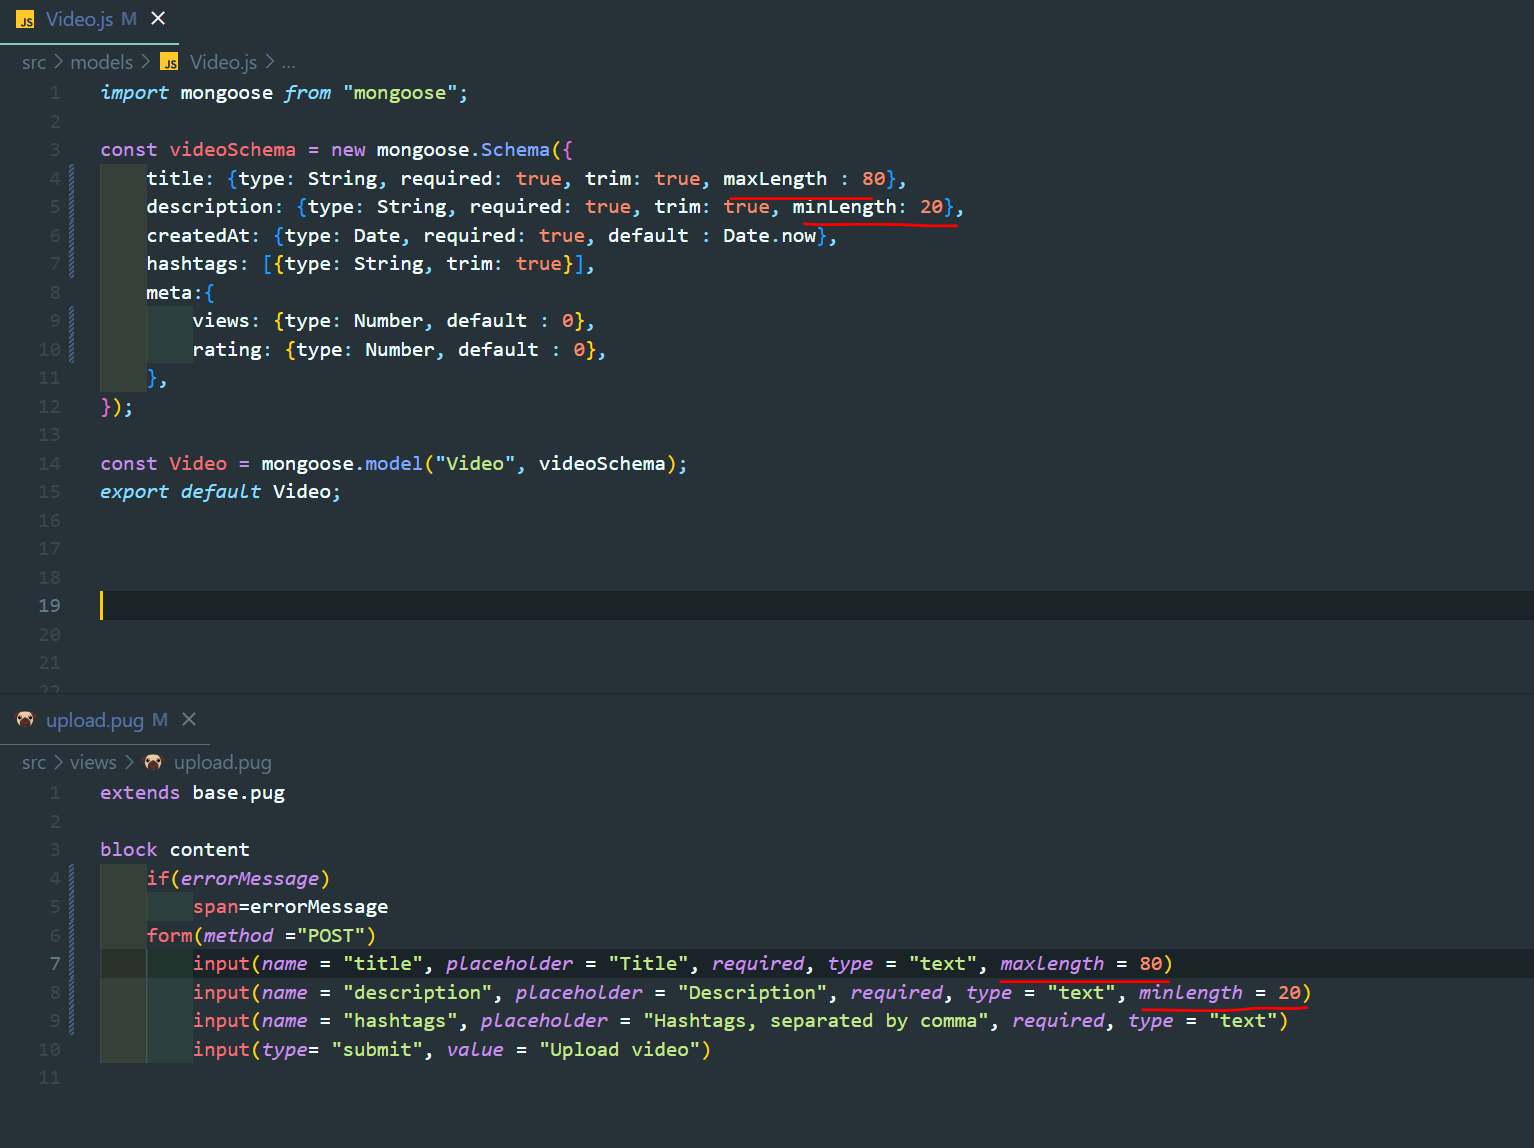 JS Video.js M
src > models > JS Video.js > ...
1 import mongoose from "mongoose";
2
3 const videoSchema = new mongoose.Schema({
4 title: {type: String, required: true, trim: true, maxLength : 80},
5 description: {type: String, required: true, trim: true, minLength: 20},
6 createdAt: {type: Date, required: true, default : Date.now},
7 hashtags: [{type: String, trim: true}],
8 meta:{
9 views: {type: Number, default : 0},
10 rating: {type: Number, default : 0},
11 },
12 });
13
14 const Video = mongoose.model("Video", videoSchema);
15 export default Video;
16
17
18
19
20
21
22
upload.pug M
src > views > upload.pug
1 extends base.pug
2
3 block content
4 if(errorMessage)
5 span=errorMessage
6 form(method ="POST")
7 input(name = "title", placeholder = "Title", required, type = "text", maxlength = 80)
8 input(name = "description", placeholder = "Description", required, type = "text", minlength = 20)
9 input(name = "hashtags", placeholder = "Hashtags, separated by comma", required, type = "text")
10 input(type= "submit", value = "Upload video")
11